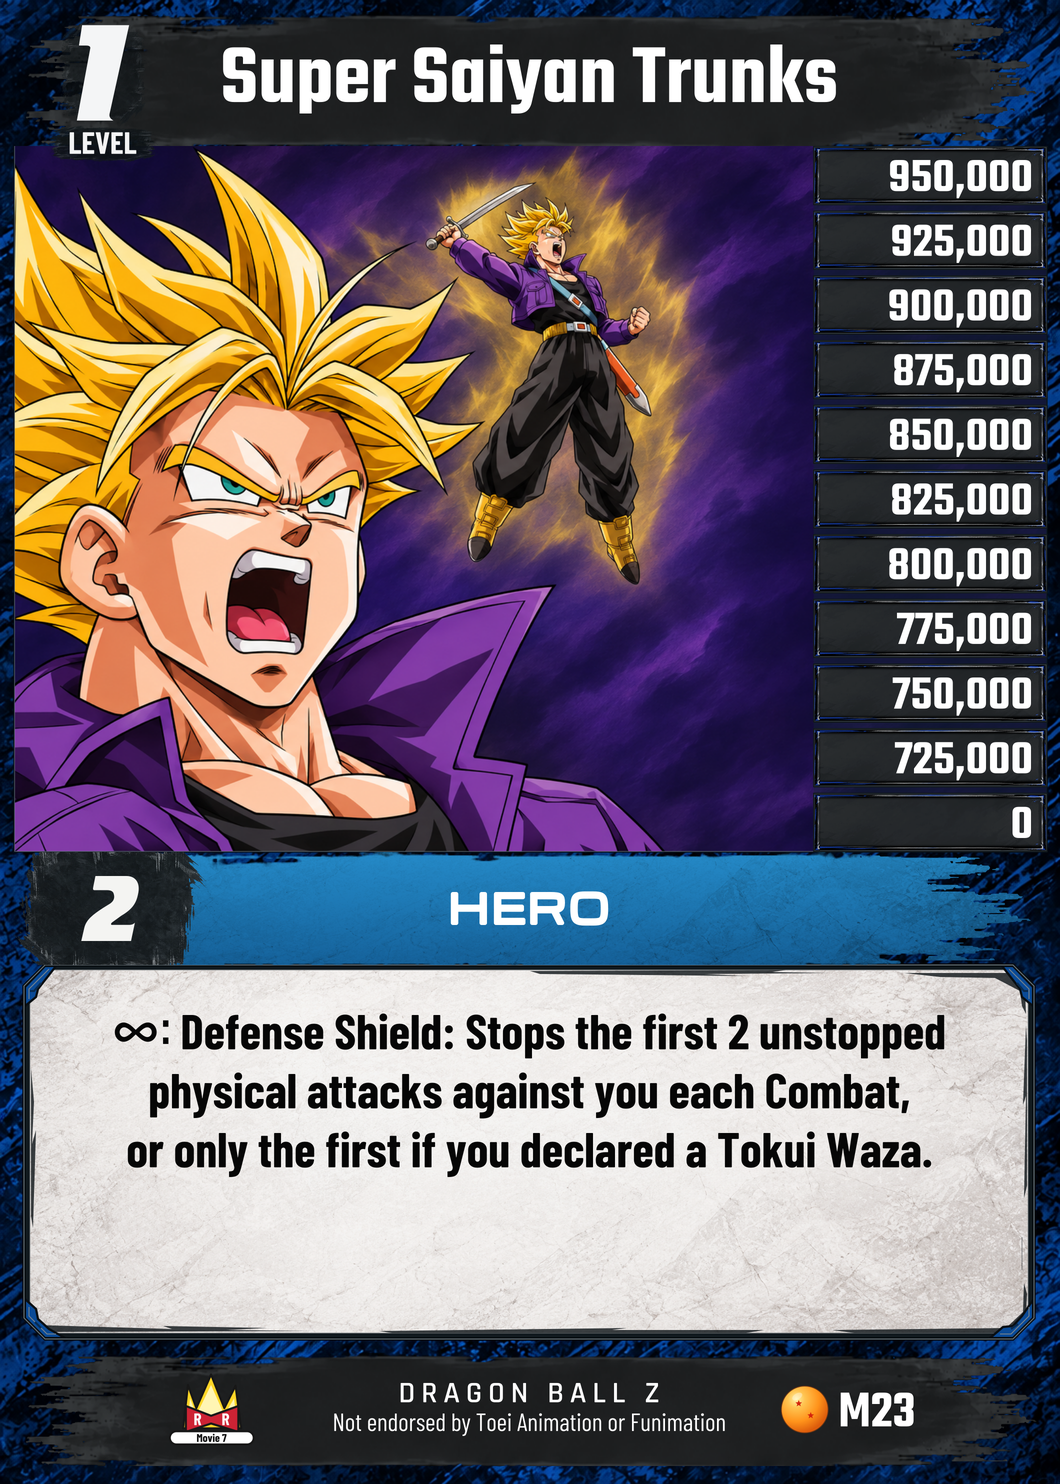 1
LEVEL
Super Saiyan Trunks
950,000
925,000
900,000
875,000
850,000
825,000
800,000
775,000
750,000
725,000
0
2
HERO
∞: Defense Shield: Stops the first 2 unstopped
physical attacks against you each Combat,
or only the first if you declared a Tokui Waza.
R R
Movie 7
DRAGON BALL Z
Not endorsed by Toei Animation or Funimation
M23